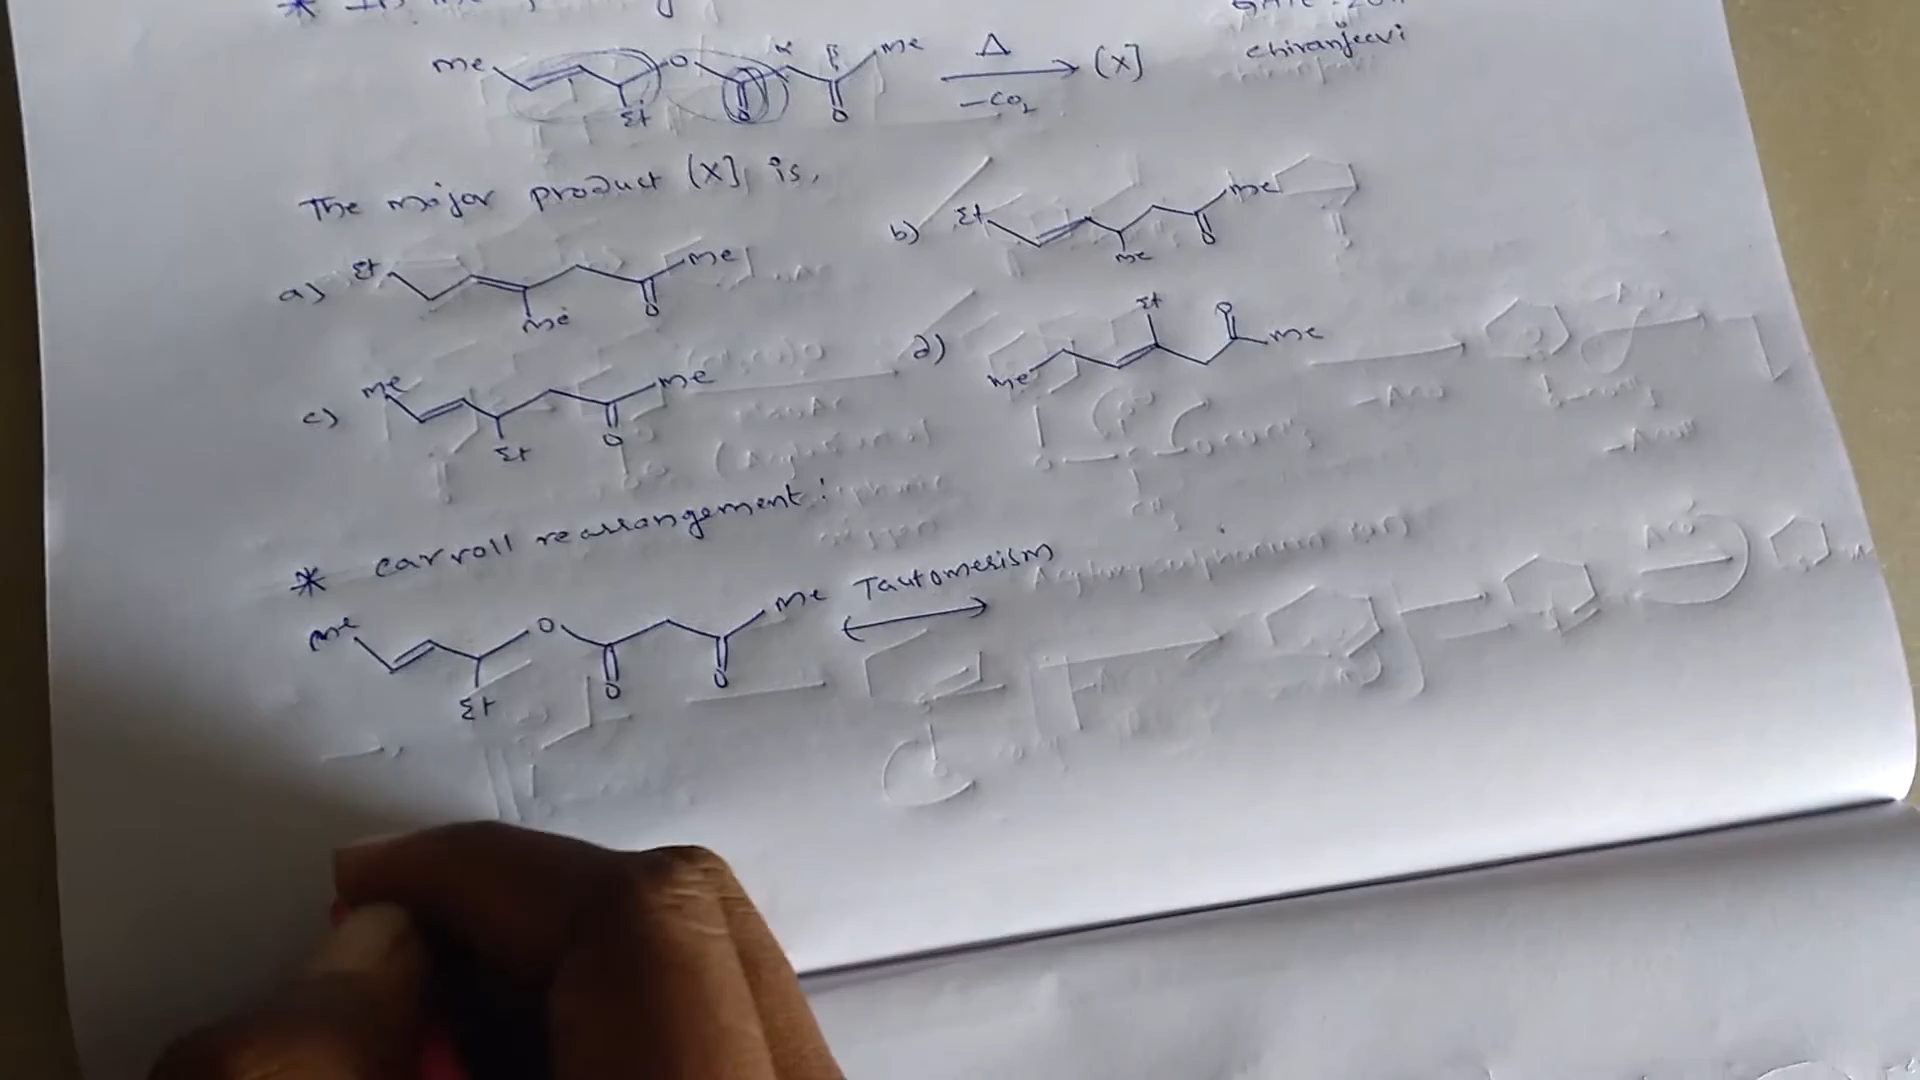 Me O α β Me Δ (X]
Et O O -CO2
chiranjeevi
The major product (X] is,
a) Et Me O Me
b) Et Me O Me
c) Me Et O Me
d) Me Et O Me
* carroll rearrangement:
Me Et O O O Me Tautomerism